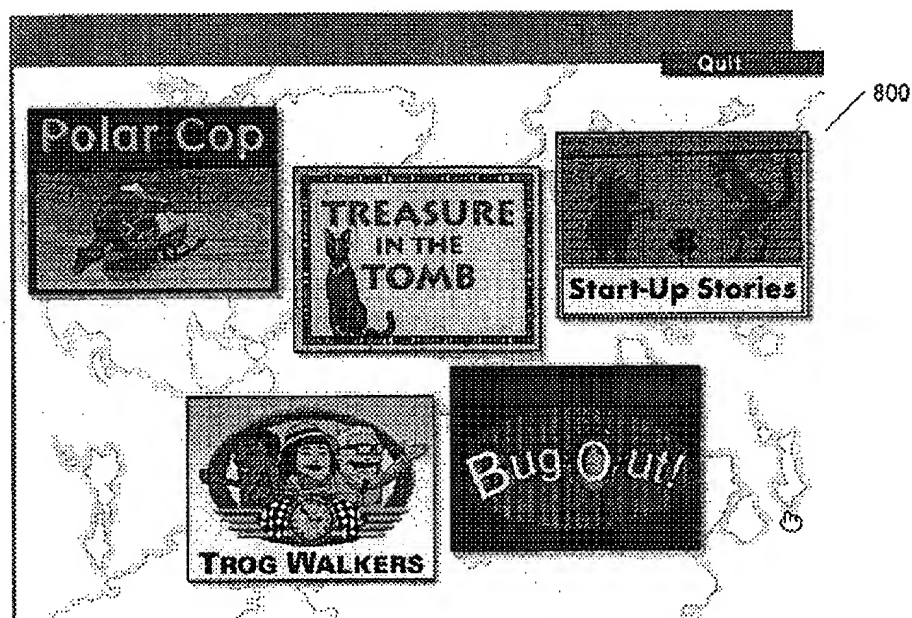 Quit
800
Polar Cop
TREASURE
IN THE
TOMB
Start-Up Stories
TROG WALKERS
Bug Out!